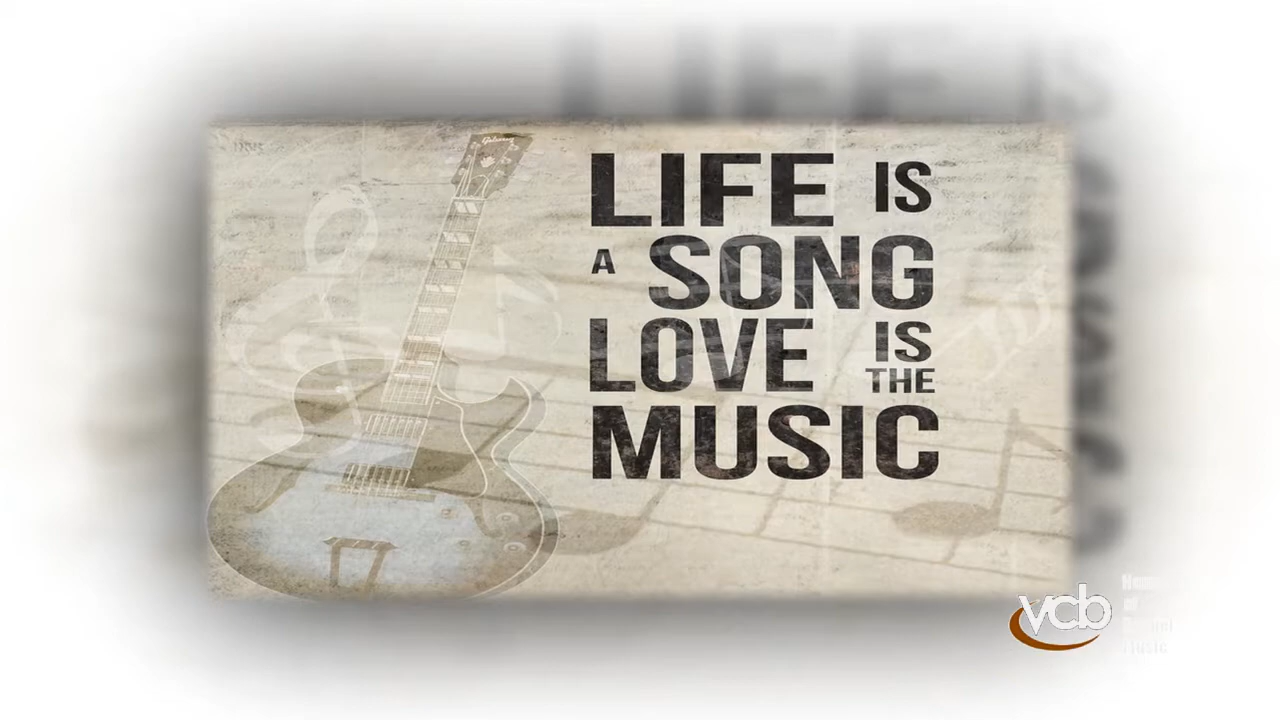 LIFE IS
A SONG
LOVE IS
THE
MUSIC
vcb